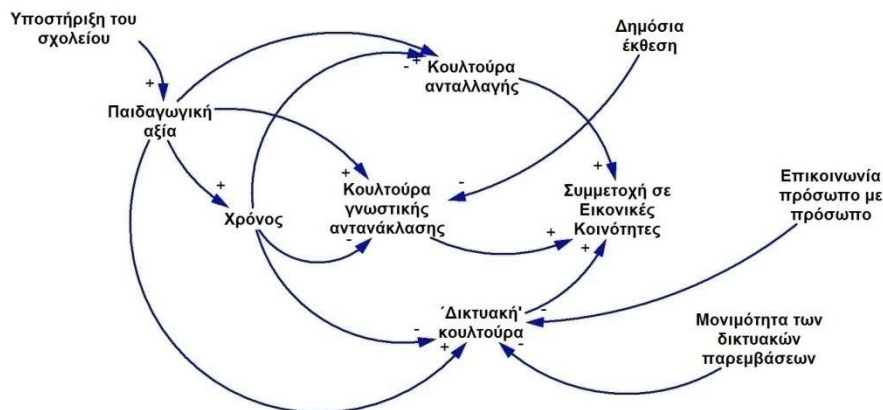 Υποστήριξη του
σχολείου
+
Παιδαγωγική
αξία
- +
Κουλτούρα
ανταλλαγής
Δημόσια
έκθεση
+
Χρόνος
+
Κουλτούρα
γνωστικής
αντανάκλασης
-
-
+
Συμμετοχή σε
Εικονικές
Κοινότητες
+
+
Επικοινωνία
πρόσωπο με
πρόσωπο
΄Δικτυακή'
κουλτούρα
-
+
-
-
Μονιμότητα των
δικτυακών
παρεμβάσεων